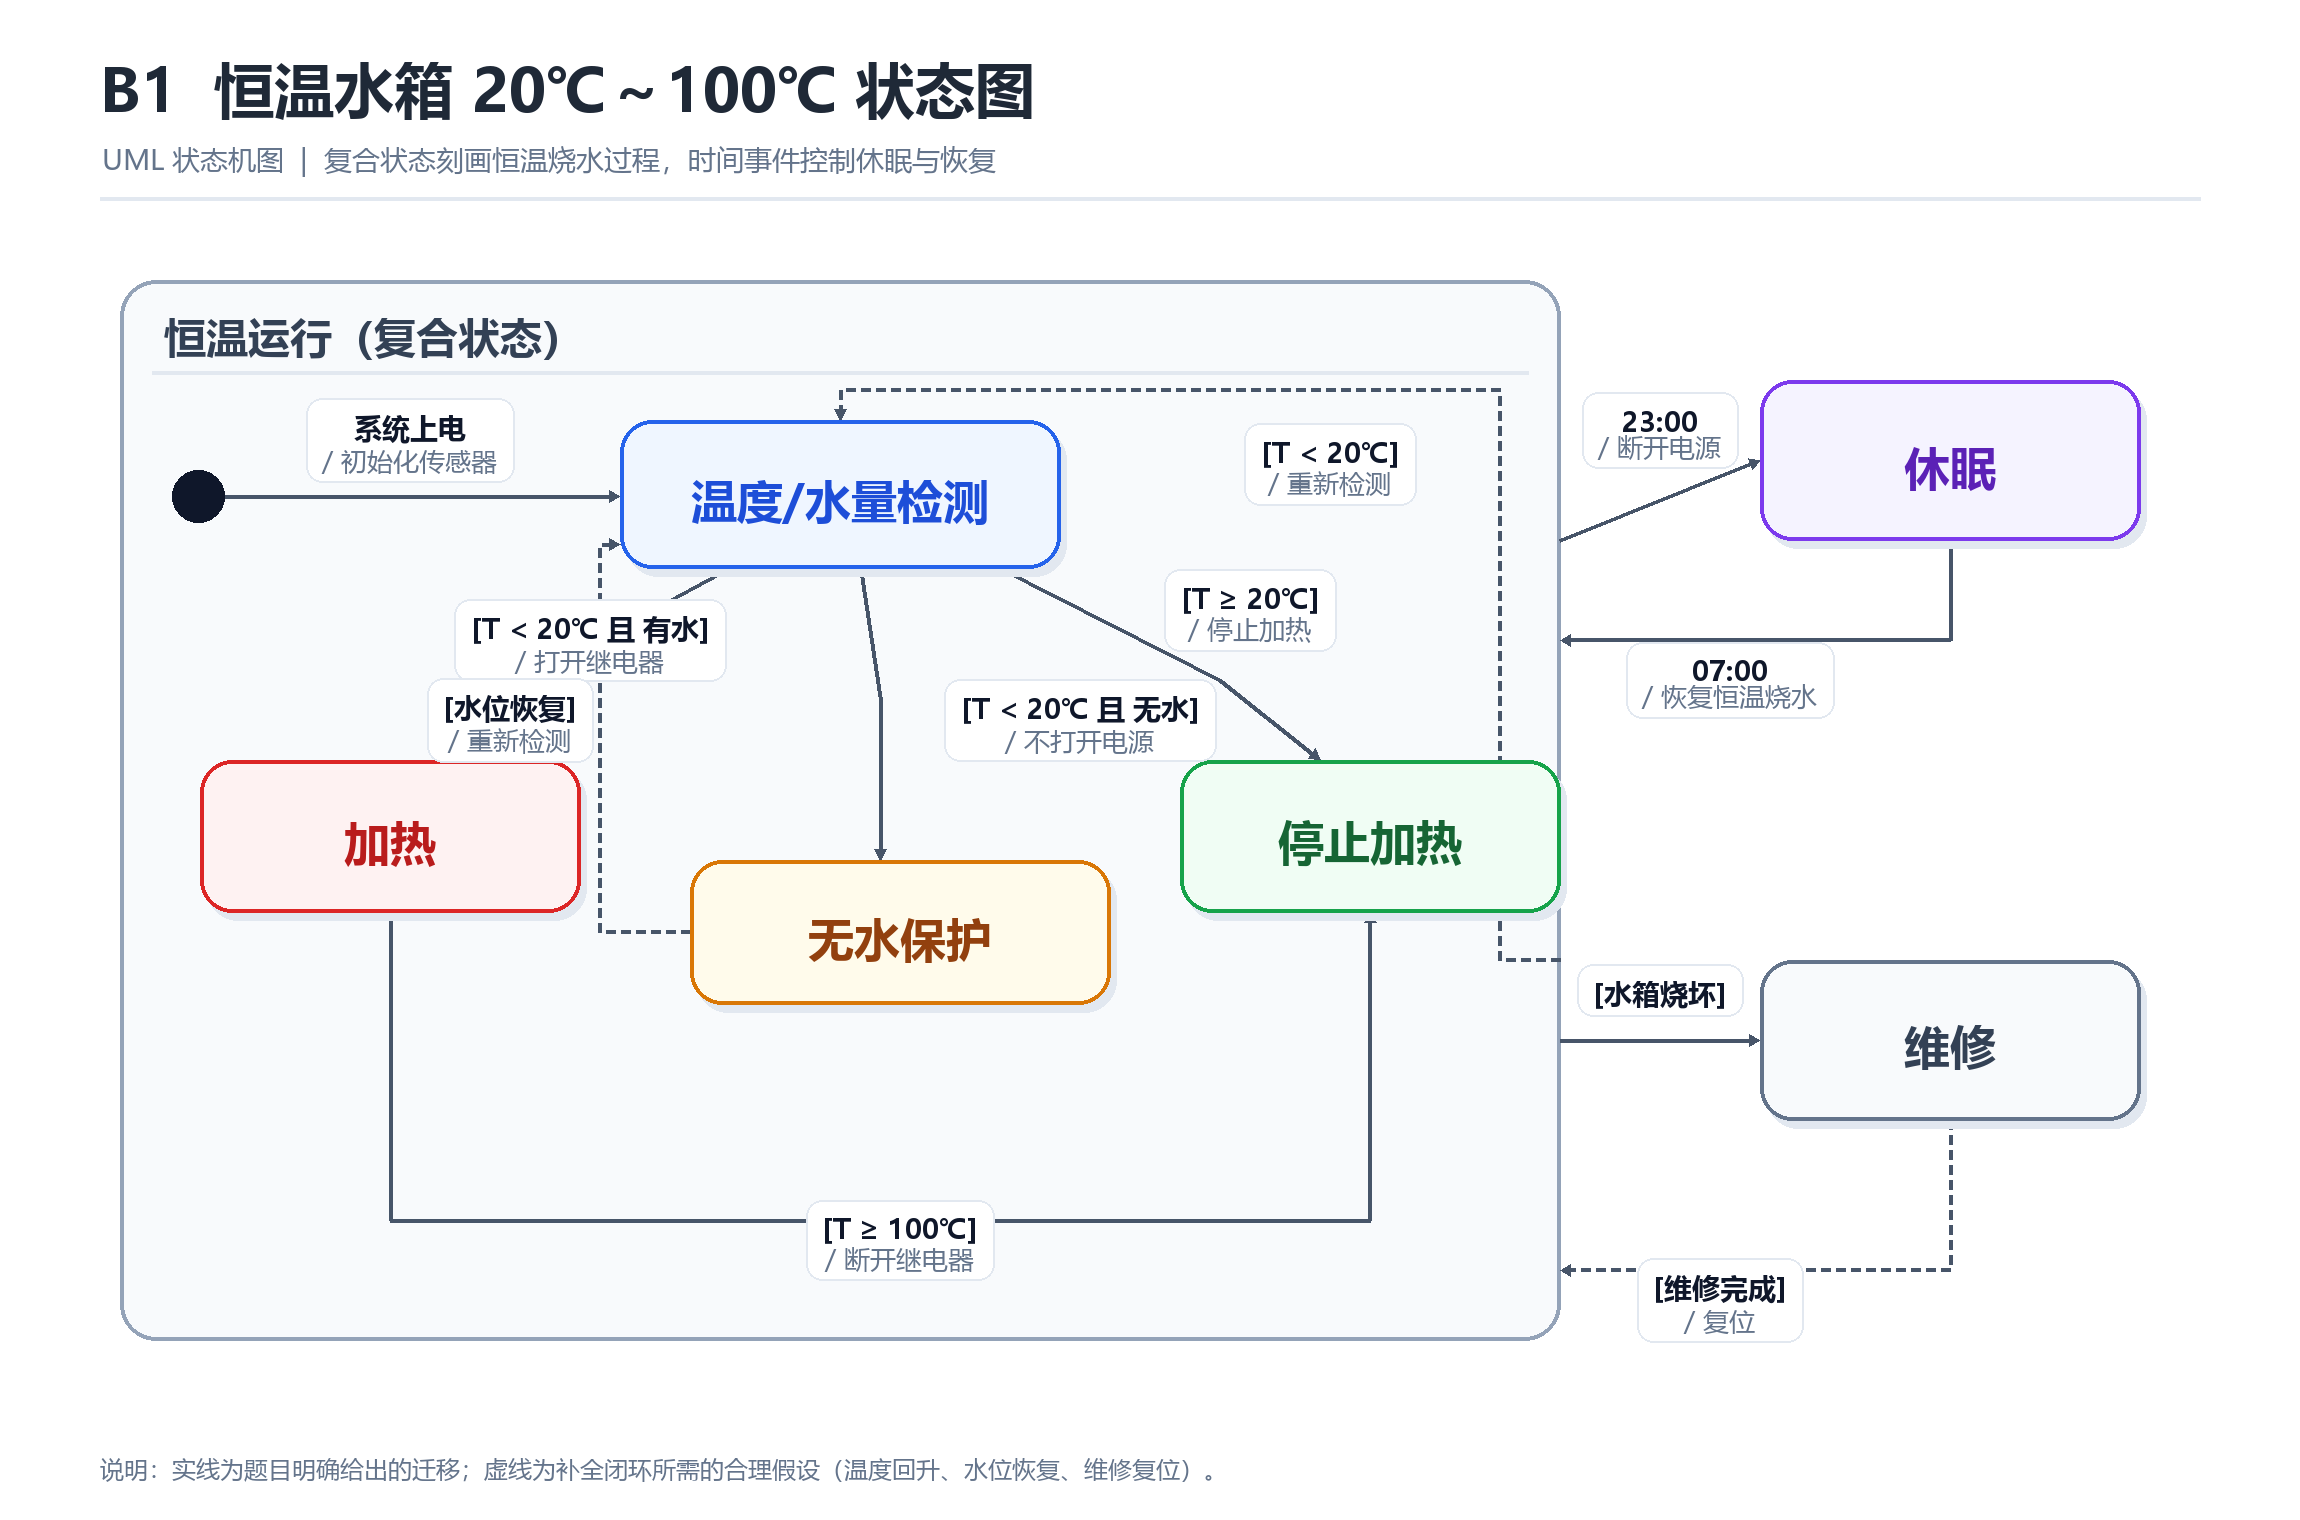 B1 恒温水箱 20℃～100℃ 状态图
UML 状态机图 | 复合状态刻画恒温烧水过程，时间事件控制休眠与恢复
恒温运行（复合状态）
系统上电
/ 初始化传感器
温度/水量检测
[T < 20℃]
/ 重新检测
23:00
/ 断开电源
休眠
[T < 20℃ 且 有水]
/ 打开继电器
[T ≥ 20℃]
/ 停止加热
[水位恢复]
/ 重新检测
[T < 20℃ 且 无水]
/ 不打开电源
07:00
/ 恢复恒温烧水
加热
无水保护
停止加热
[水箱烧坏]
维修
[T ≥ 100℃]
/ 断开继电器
[维修完成]
/ 复位
说明：实线为题目明确给出的迁移；虚线为补全闭环所需的合理假设（温度回升、水位恢复、维修复位）。